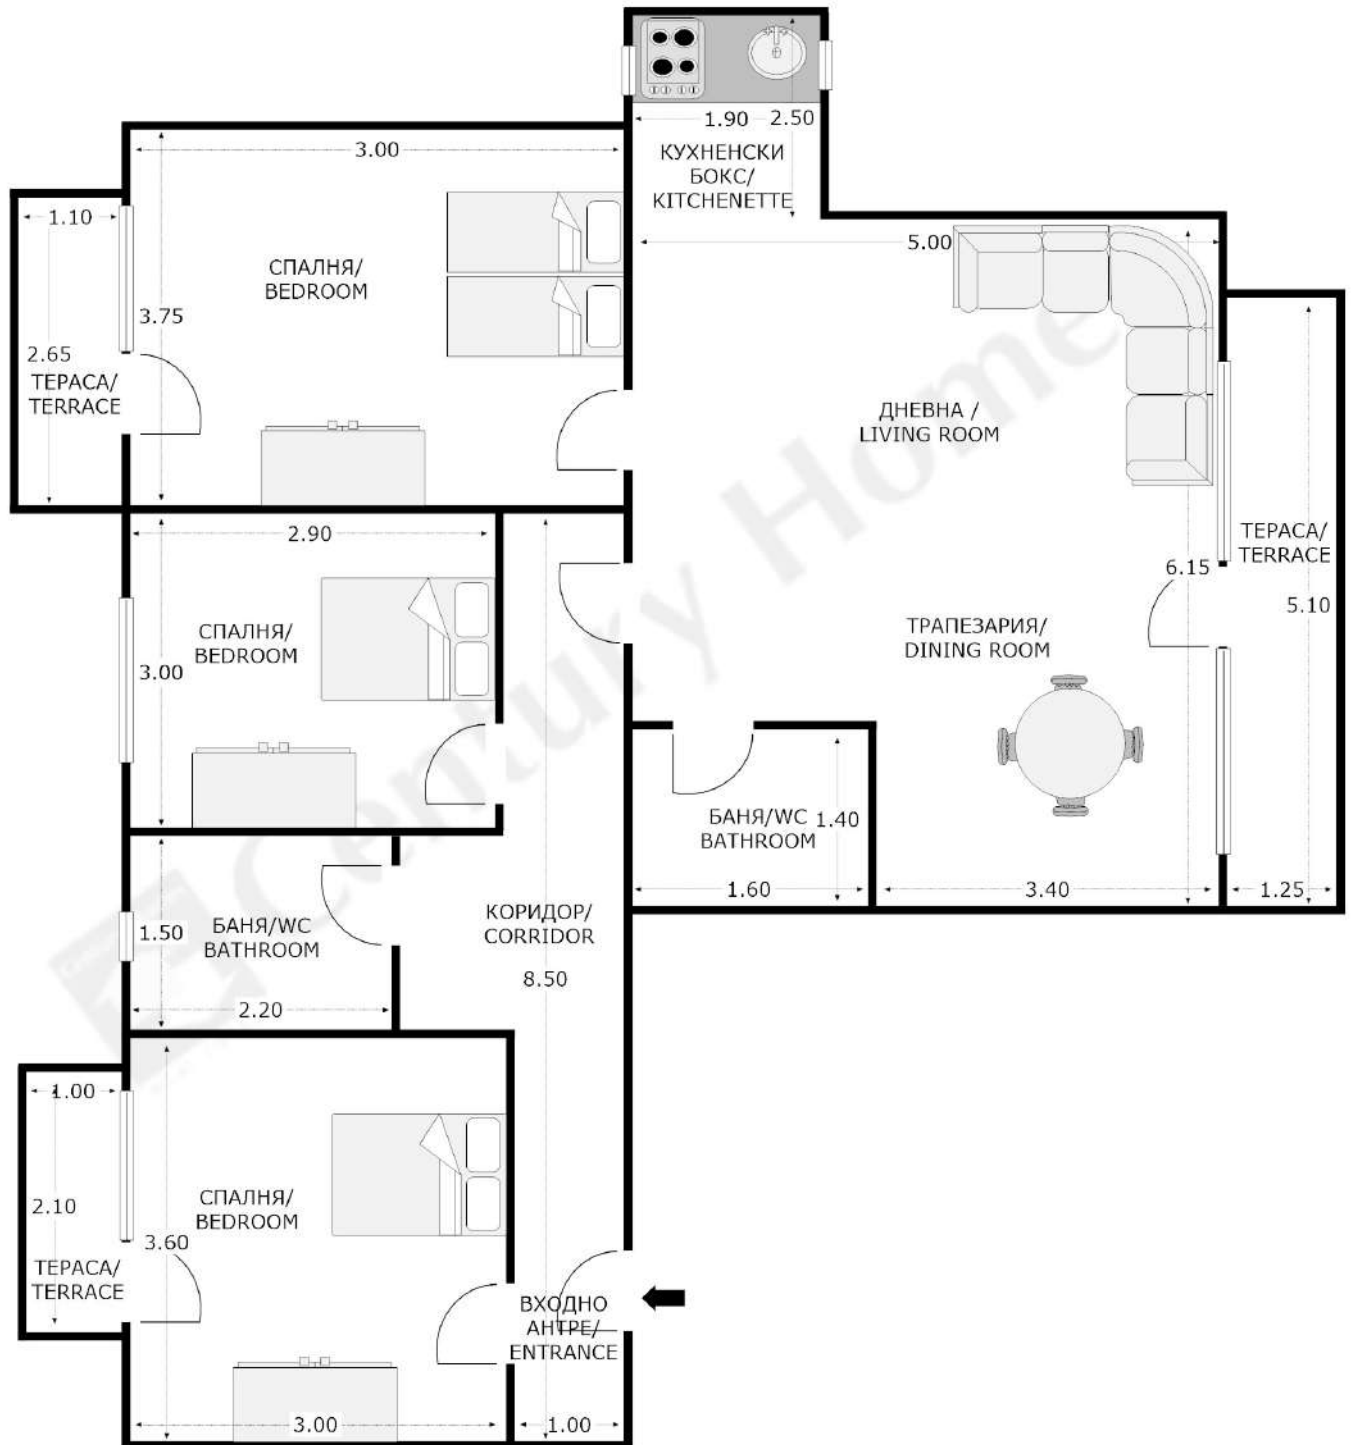 1.90
2.50
КУХНЕНСКИ
БОКС/
KITCHENETTE
3.00
1.10
СПАЛНЯ/
BEDROOM
3.75
2.65
ТЕРАСА/
TERRACE
5.00
ДНЕВНА /
LIVING ROOM
2.90
СПАЛНЯ/
BEDROOM
3.00
6.15
ТЕРАСА/
TERRACE
5.10
ТРАПЕЗАРИЯ/
DINING ROOM
БАНЯ/WC
BATHROOM
1.40
1.60
3.40
1.25
1.50
БАНЯ/WC
BATHROOM
2.20
КОРИДОР/
CORRIDOR
8.50
1.00
2.10
ТЕРАСА/
TERRACE
СПАЛНЯ/
BEDROOM
3.60
3.00
ВХОДНО
АНТРЕ/
ENTRANCE
1.00
Century Home